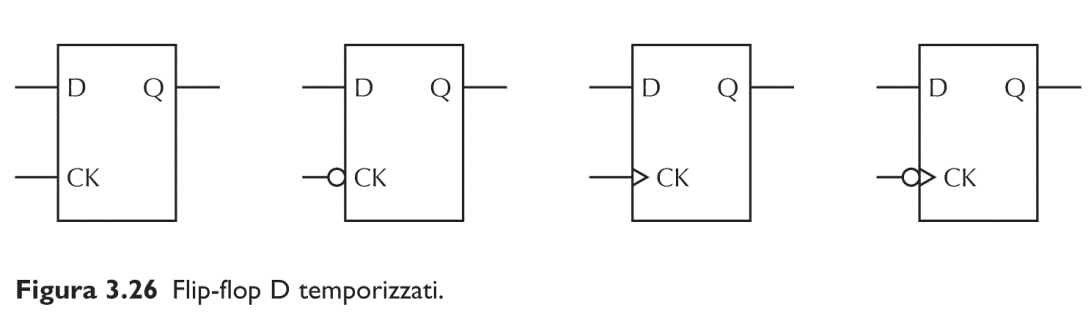 D Q D Q D Q D Q
CK CK CK CK
Figura 3.26 Flip-flop D temporizzati.